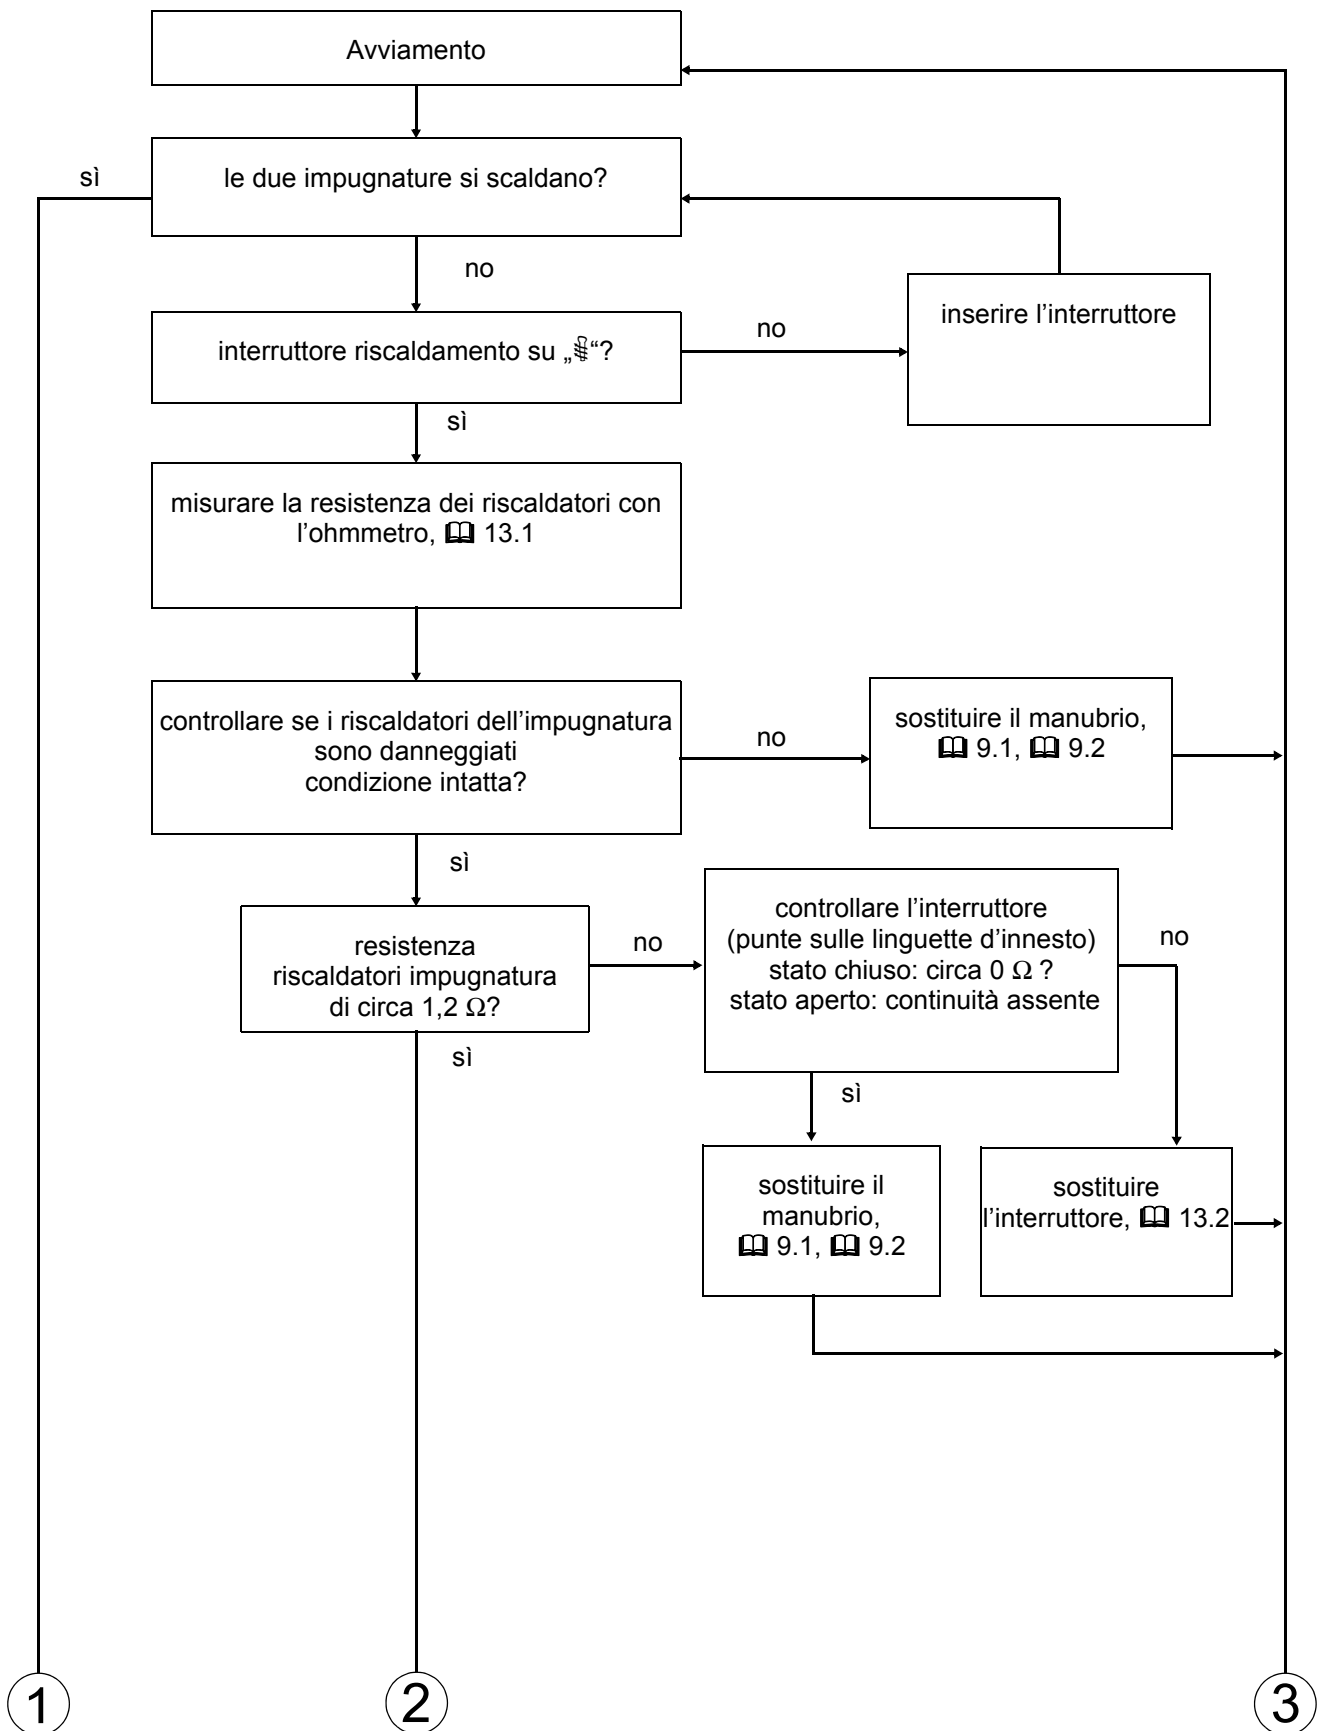 Avviamento
sì
le due impugnature si scaldano?
no
inserire l'interruttore
no
interruttore riscaldamento su „“?
sì
misurare la resistenza dei riscaldatori con
l'ohmmetro, 13.1
controllare se i riscaldatori dell'impugnatura
sono danneggiati
condizione intatta?
no
sostituire il manubrio,
9.1, 9.2
sì
resistenza
riscaldatori impugnatura
di circa 1,2 Ω?
no
controllare l'interruttore
(punte sulle linguette d'innesto)
stato chiuso: circa 0 Ω ?
stato aperto: continuità assente
no
sì
sì
sostituire il
manubrio,
9.1, 9.2
sostituire
l'interruttore, 13.2
1
2
3